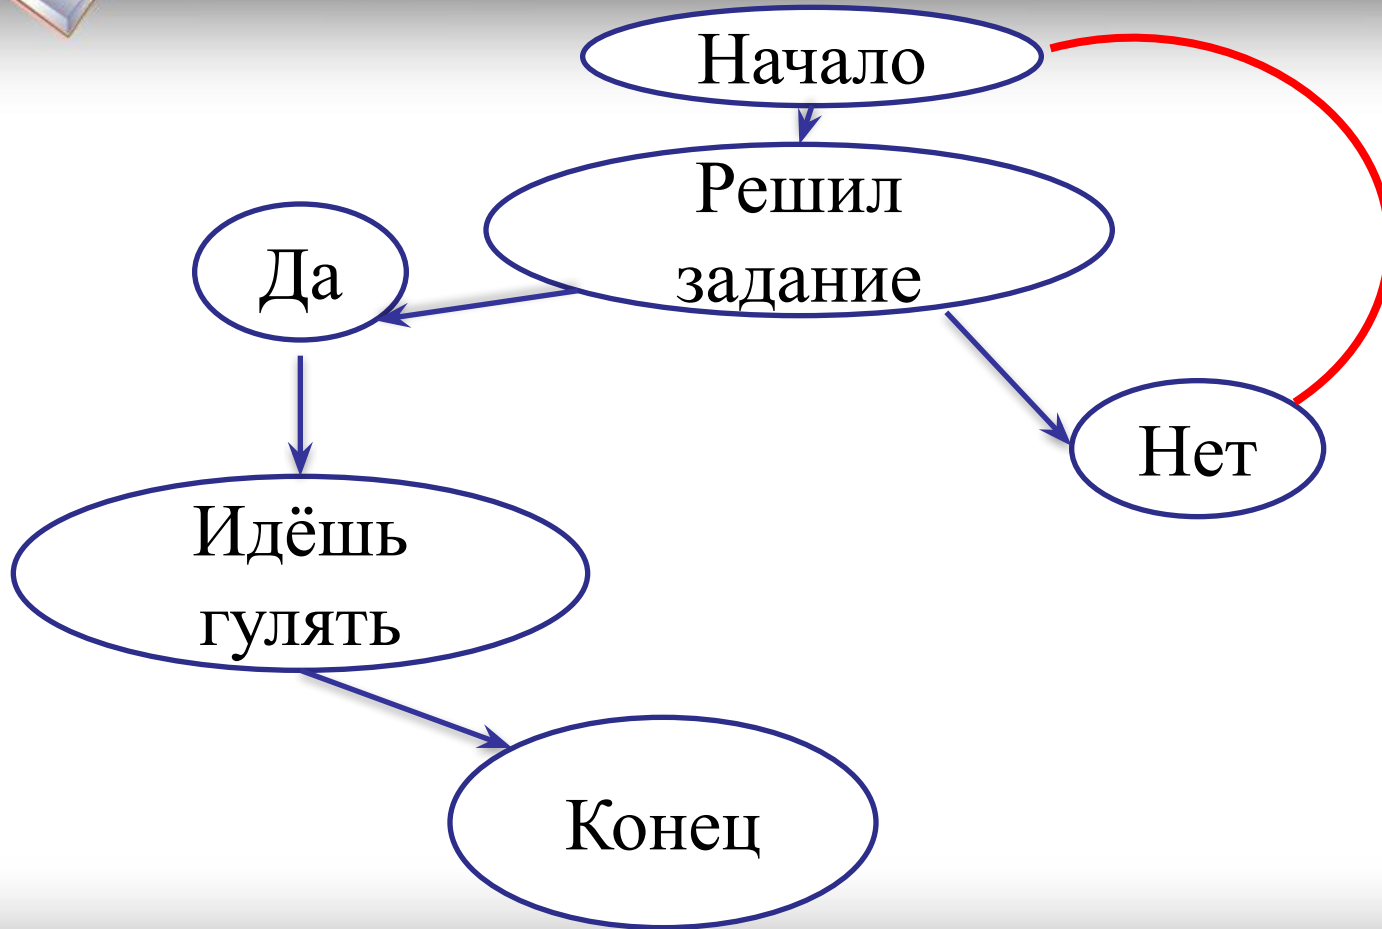 Начало
Решил
задание
Да
Нет
Идёшь
гулять
Конец